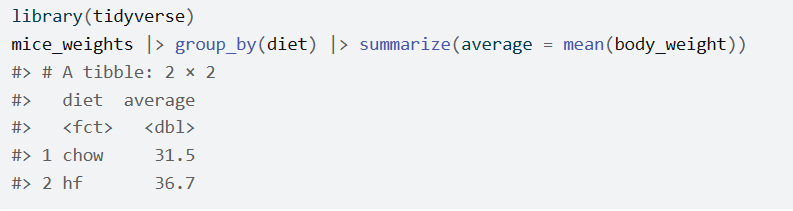 library(tidyverse)
mice_weights |> group_by(diet) |> summarize(average = mean(body_weight))
#> # A tibble: 2 × 2
#>   diet  average
#>   <fct>   <dbl>
#> 1 chow     31.5
#> 2 hf       36.7